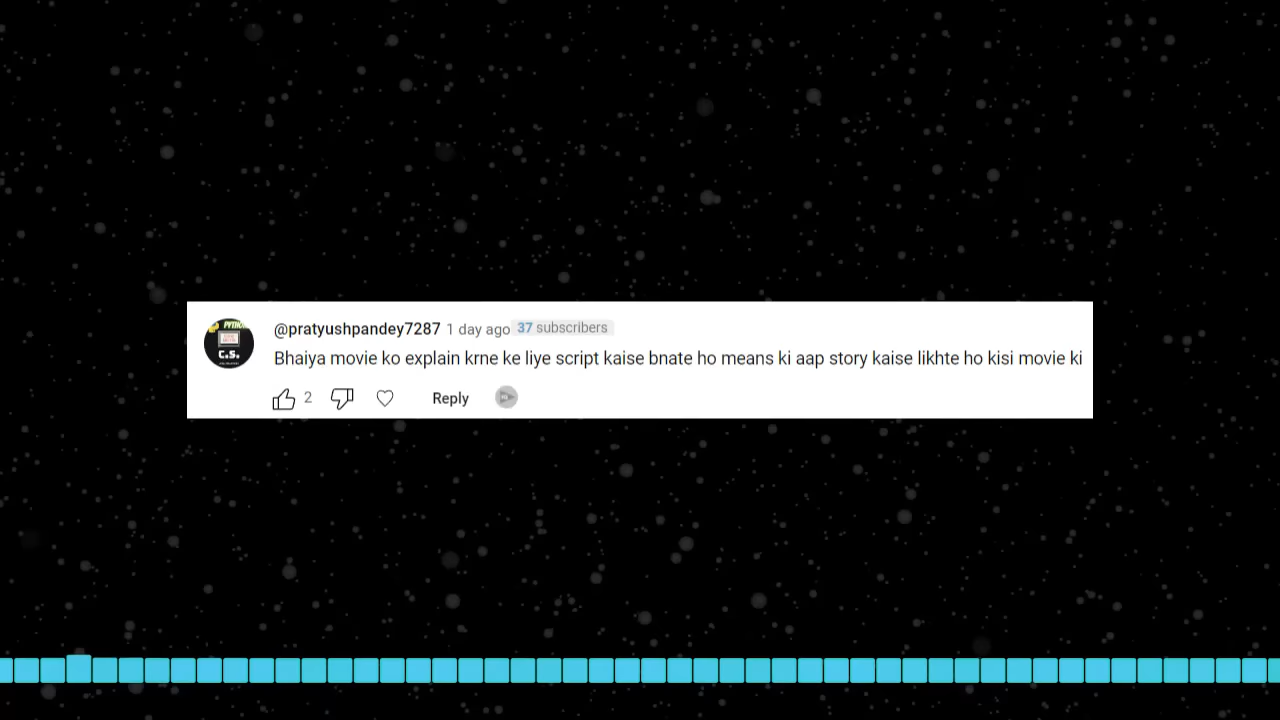 PYTHON
C.S.
@pratyushpandey7287 1 day ago 37 subscribers
Bhaiya movie ko explain krne ke liye script kaise bnate ho means ki aap story kaise likhte ho kisi movie ki
2 Reply